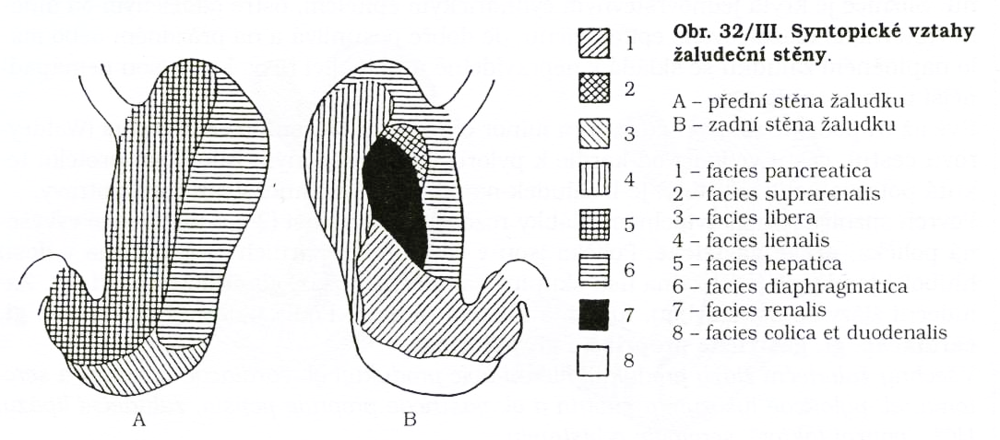 1
2
3
4
5
6
7
8
A
B
Obr. 32/III. Syntopické vztahy
žaludeční stěny.
A – přední stěna žaludku
B – zadní stěna žaludku
1 – facies pancreatica
2 – facies suprarenalis
3 – facies libera
4 – facies lienalis
5 – facies hepatica
6 – facies diaphragmatica
7 – facies renalis
8 – facies colica et duodenalis